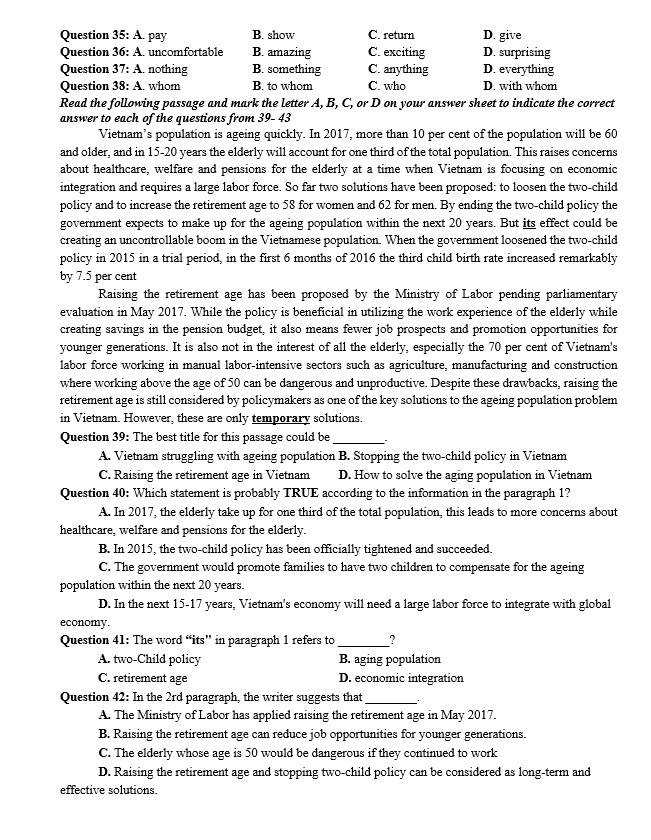 Question 35: A. pay B. show C. return D. give
Question 36: A. uncomfortable B. amazing C. exciting D. surprising
Question 37: A. nothing B. something C. anything D. everything
Question 38: A. whom B. to whom C. who D. with whom
Read the following passage and mark the letter A, B, C, or D on your answer sheet to indicate the correct
answer to each of the questions from 39- 43
Vietnam's population is ageing quickly. In 2017, more than 10 per cent of the population will be 60
and older, and in 15-20 years the elderly will account for one third of the total population. This raises concerns
about healthcare, welfare and pensions for the elderly at a time when Vietnam is focusing on economic
integration and requires a large labor force. So far two solutions have been proposed: to loosen the two-child
policy and to increase the retirement age to 58 for women and 62 for men. By ending the two-child policy the
government expects to make up for the ageing population within the next 20 years. But its effect could be
creating an uncontrollable boom in the Vietnamese population. When the government loosened the two-child
policy in 2015 in a trial period, in the first 6 months of 2016 the third child birth rate increased remarkably
by 7.5 per cent
Raising the retirement age has been proposed by the Ministry of Labor pending parliamentary
evaluation in May 2017. While the policy is beneficial in utilizing the work experience of the elderly while
creating savings in the pension budget, it also means fewer job prospects and promotion opportunities for
younger generations. It is also not in the interest of all the elderly, especially the 70 per cent of Vietnam's
labor force working in manual labor-intensive sectors such as agriculture, manufacturing and construction
where working above the age of 50 can be dangerous and unproductive. Despite these drawbacks, raising the
retirement age is still considered by policymakers as one of the key solutions to the ageing population problem
in Vietnam. However, these are only temporary solutions.
Question 39: The best title for this passage could be ________.
A. Vietnam struggling with ageing population B. Stopping the two-child policy in Vietnam
C. Raising the retirement age in Vietnam D. How to solve the aging population in Vietnam
Question 40: Which statement is probably TRUE according to the information in the paragraph 1?
A. In 2017, the elderly take up for one third of the total population, this leads to more concerns about
healthcare, welfare and pensions for the elderly.
B. In 2015, the two-child policy has been officially tightened and succeeded.
C. The government would promote families to have two children to compensate for the ageing
population within the next 20 years.
D. In the next 15-17 years, Vietnam's economy will need a large labor force to integrate with global
economy.
Question 41: The word "its" in paragraph 1 refers to ________?
A. two-Child policy B. aging population
C. retirement age D. economic integration
Question 42: In the 2rd paragraph, the writer suggests that ________.
A. The Ministry of Labor has applied raising the retirement age in May 2017.
B. Raising the retirement age can reduce job opportunities for younger generations.
C. The elderly whose age is 50 would be dangerous if they continued to work
D. Raising the retirement age and stopping two-child policy can be considered as long-term and
effective solutions.